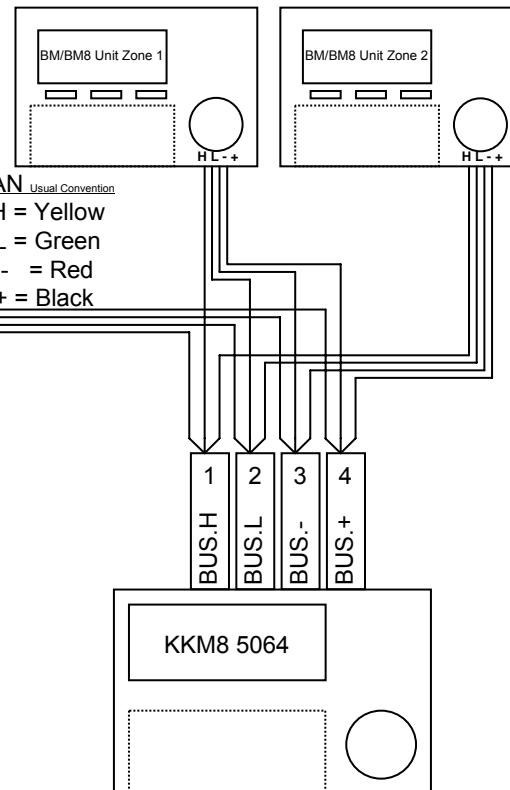 BM/BM8 Unit Zone 1
BM/BM8 Unit Zone 2
H L - +
H L - +
AN Usual Convention
H = Yellow
L = Green
- = Red
+ = Black
1 2 3 4
BUS.H
BUS.L
BUS.-
BUS.+
KKM8 5064